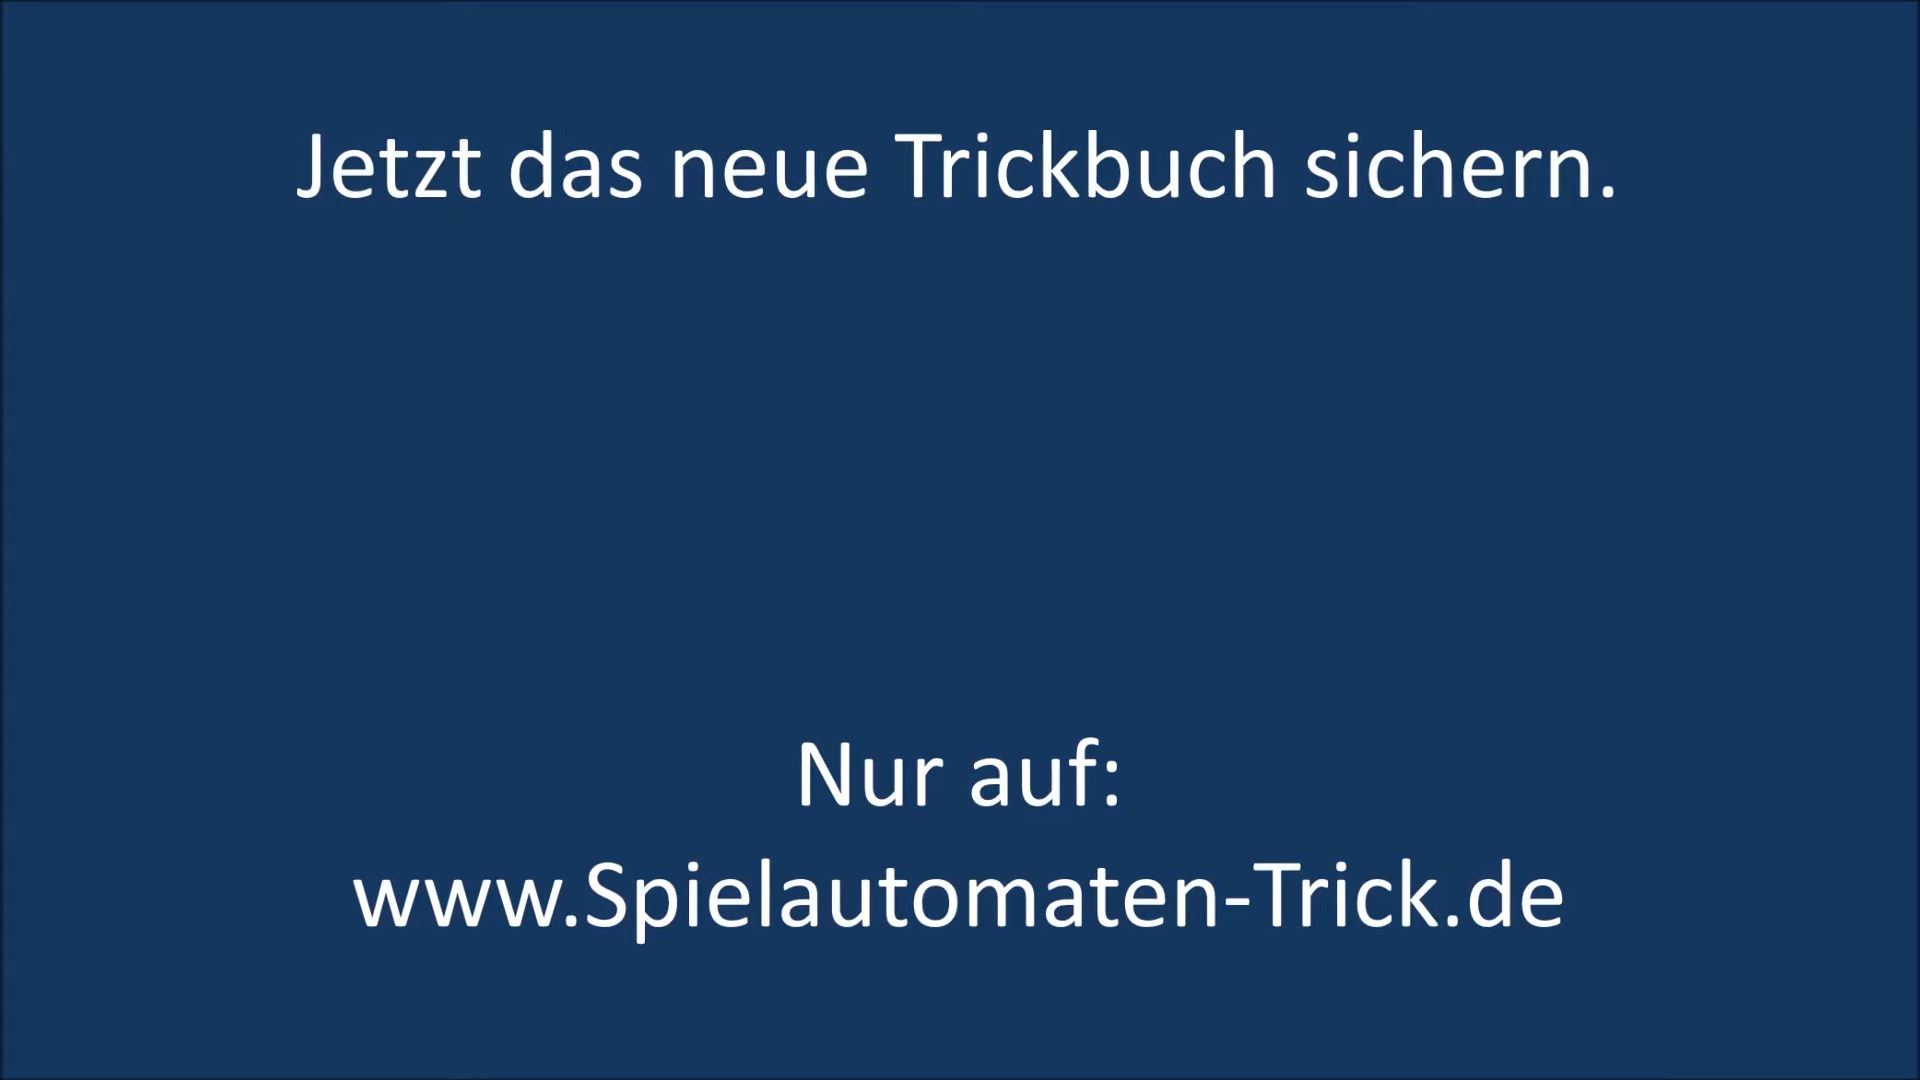 Jetzt das neue Trickbuch sichern.
Nur auf:
www.Spielautomaten-Trick.de